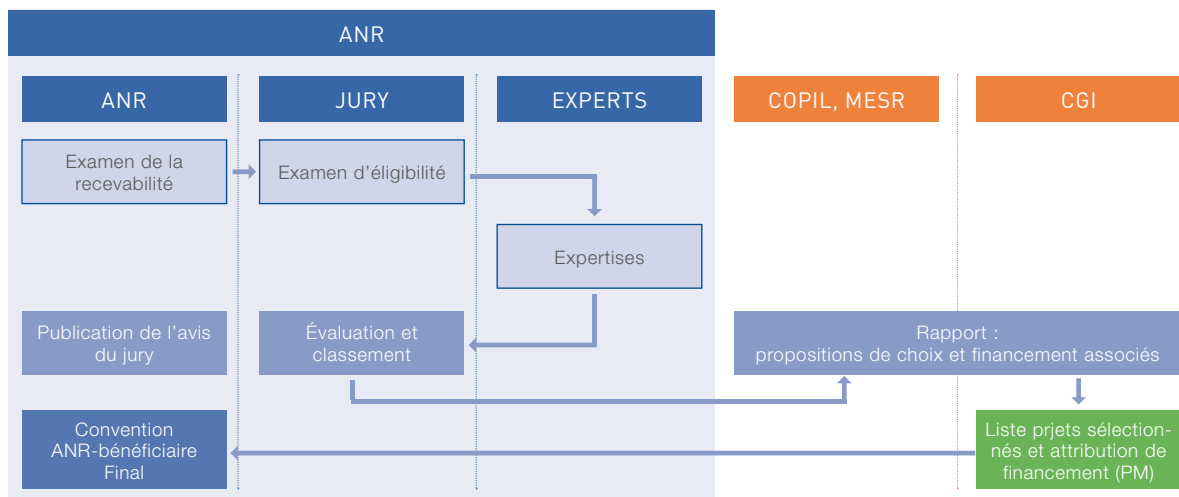 ANR
ANR
JURY
EXPERTS
COPIL, MESR
CGI
Examen de la
recevabilité
Examen d'éligibilité
Expertises
Publication de l'avis
du jury
Évaluation et
classement
Rapport :
propositions de choix et financement associés
Convention
ANR-bénéficiaire
Final
Liste prjets sélection-
nés et attribution de
financement (PM)